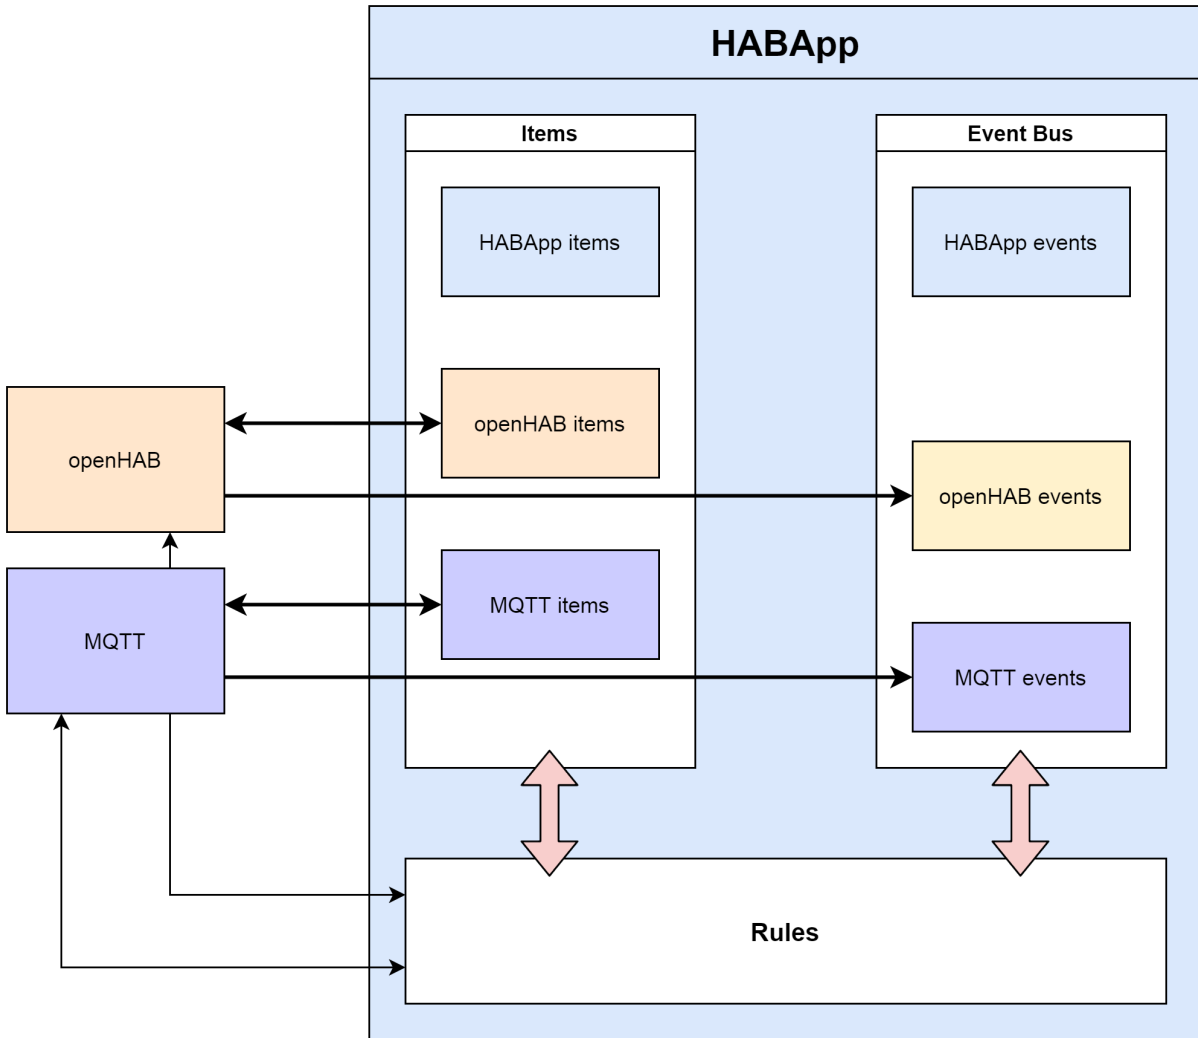 HABApp
Items
Event Bus
HABApp items
HABApp events
openHAB items
openHAB
openHAB events
MQTT items
MQTT
MQTT events
Rules